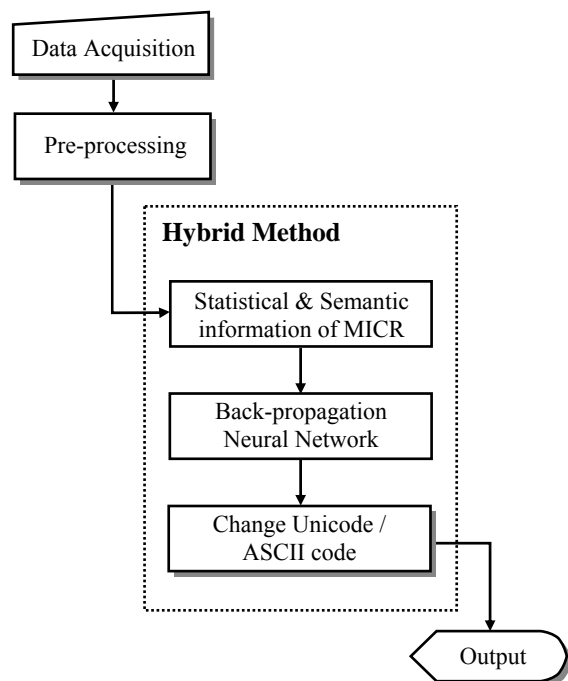 Data Acquisition
Pre-processing
Hybrid Method
Statistical & Semantic
information of MICR
Back-propagation
Neural Network
Change Unicode /
ASCII code
Output